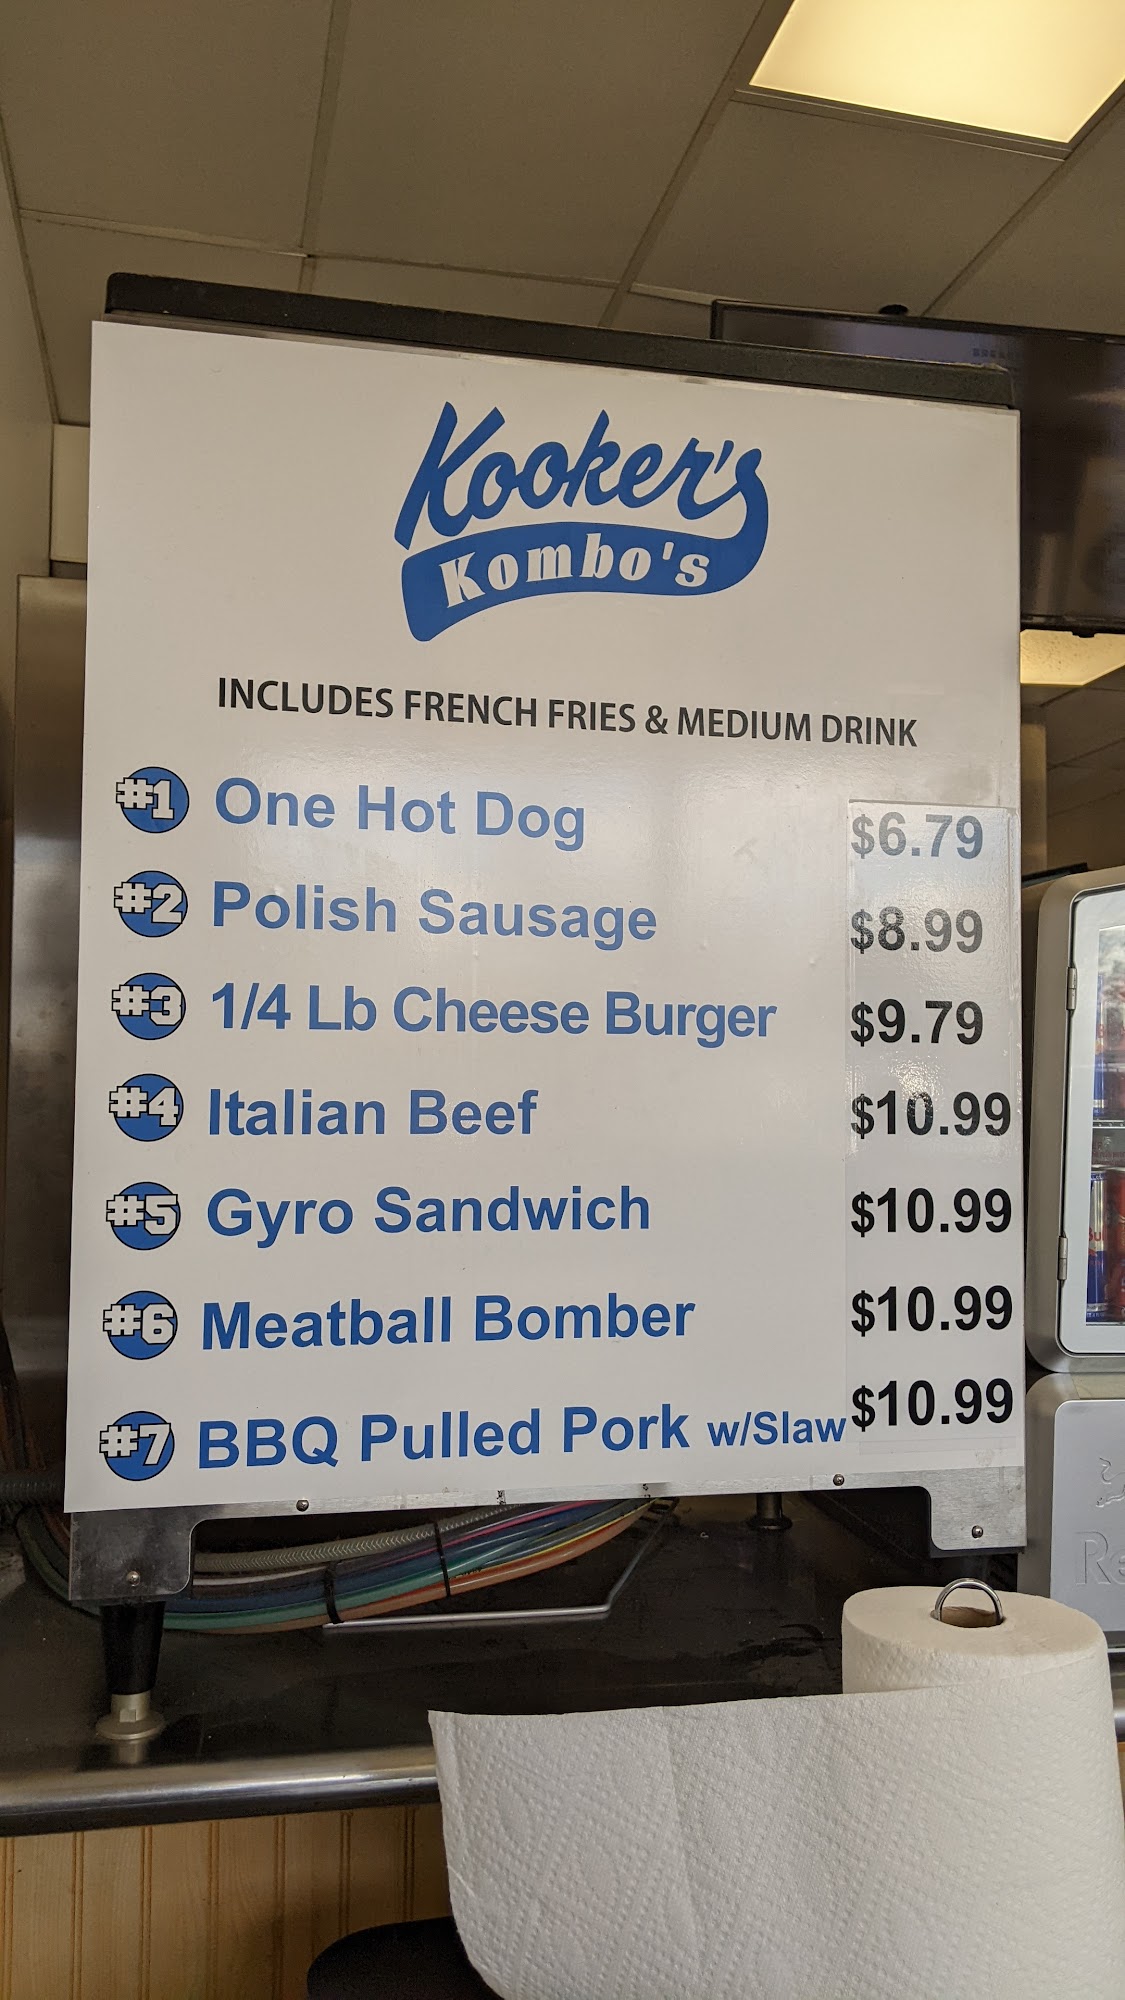 Kooker's
Kombo's
INCLUDES FRENCH FRIES & MEDIUM DRINK
#1 One Hot Dog $6.79
#2 Polish Sausage $8.99
#3 1/4 Lb Cheese Burger $9.79
#4 Italian Beef $10.99
#5 Gyro Sandwich $10.99
#6 Meatball Bomber $10.99
#7 BBQ Pulled Pork w/Slaw $10.99